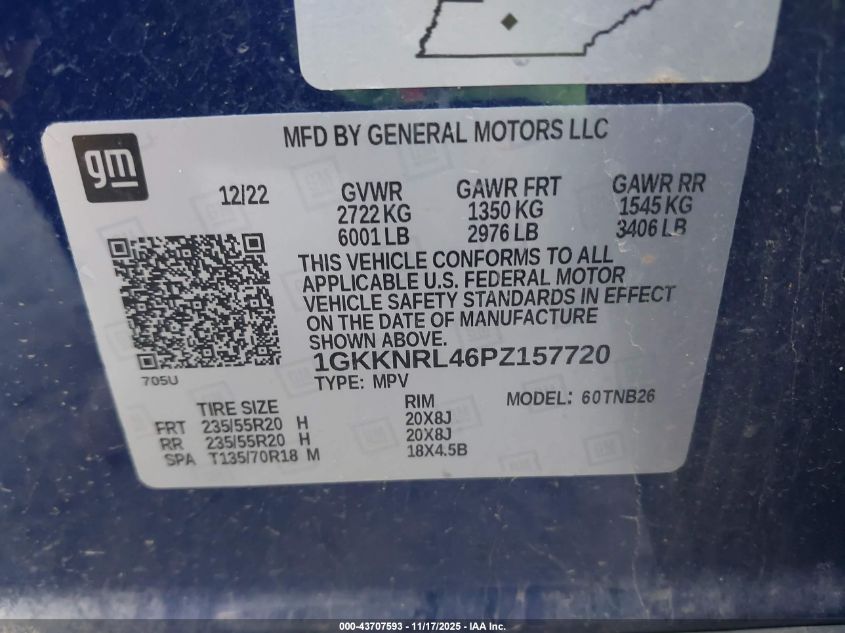 MFD BY GENERAL MOTORS LLC
gm
12/22
GVWR GAWR FRT GAWR RR
2722 KG 1350 KG 1545 KG
6001 LB 2976 LB 3406 LB
THIS VEHICLE CONFORMS TO ALL
APPLICABLE U.S. FEDERAL MOTOR
VEHICLE SAFETY STANDARDS IN EFFECT
ON THE DATE OF MANUFACTURE
SHOWN ABOVE.
1GKKNRL46PZ157720
705U
TYPE: MPV
TIRE SIZE RIM MODEL: 60TNB26
FRT 235/55R20 H 20X8J
RR 235/55R20 H 20X8J
SPA T135/70R18 M 18X4.5B
000-43707593 - 11/17/2025 - IAA Inc.